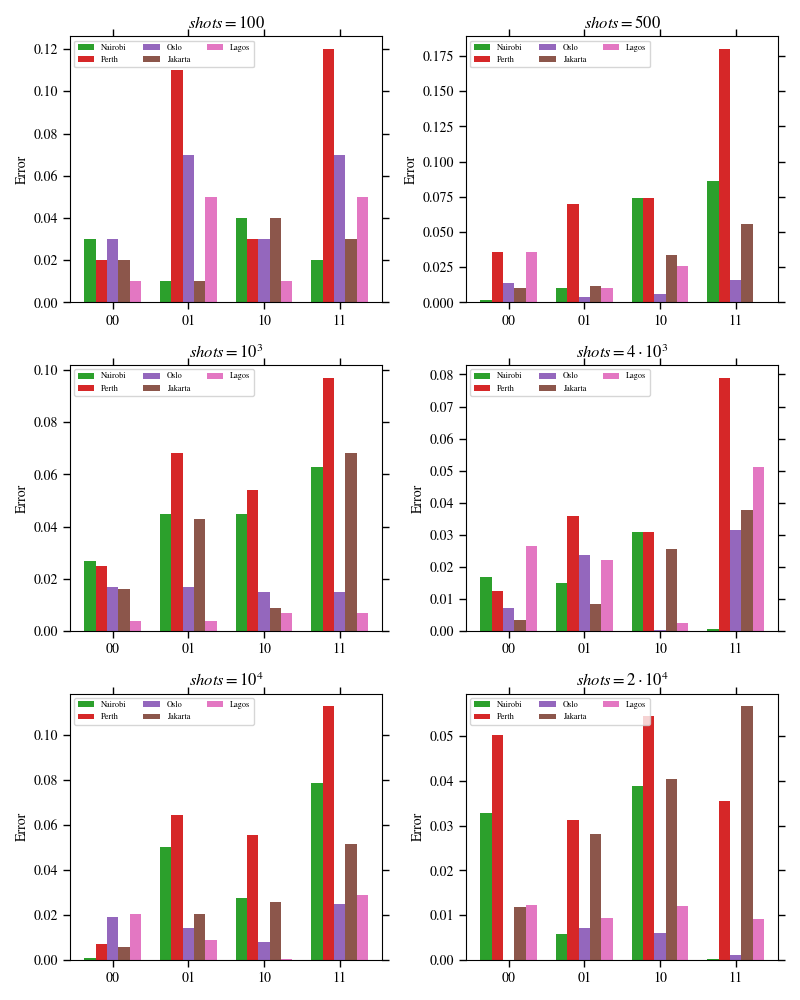 shots = 100
Nairobi Oslo Lagos
Perth Jakarta
Error
0.12
0.10
0.08
0.06
0.04
0.02
0.00
00 01 10 11
shots = 500
Nairobi Oslo Lagos
Perth Jakarta
Error
0.175
0.150
0.125
0.100
0.075
0.050
0.025
0.000
00 01 10 11
shots = 10³
Nairobi Oslo Lagos
Perth Jakarta
Error
0.10
0.08
0.06
0.04
0.02
0.00
00 01 10 11
shots = 4 · 10³
Nairobi Oslo Lagos
Perth Jakarta
Error
0.08
0.07
0.06
0.05
0.04
0.03
0.02
0.01
0.00
00 01 10 11
shots = 10⁴
Nairobi Oslo Lagos
Perth Jakarta
Error
0.10
0.08
0.06
0.04
0.02
0.00
00 01 10 11
shots = 2 · 10⁴
Nairobi Oslo Lagos
Perth Jakarta
Error
0.05
0.04
0.03
0.02
0.01
0.00
00 01 10 11